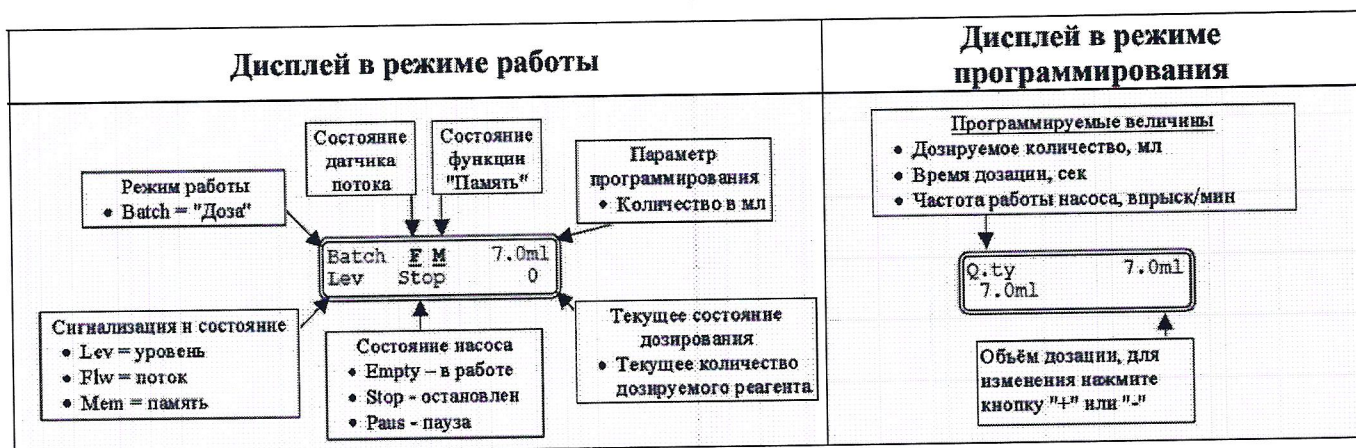 Дисплей в режиме работы
Дисплей в режиме
программирования
Состояние
датчика
потока
Состояние
функции
"Память"
Режим работы
• Batch = "Доза"
Параметр
программирования
• Количество в мл
Batch F M 7.0ml
Lev Stop 0
Сигнализация и состояние
• Lev = уровень
• Flw = поток
• Mem = память
Состояние насоса
• Empty – в работе
• Stop - остановлен
• Paus - пауза
Текущее состояние
дозирования
• Текущее количество
дозируемого реагента
Программируемые величины
• Дозируемое количество, мл
• Время дозации, сек
• Частота работы насоса, впрыск/мин
Q.ty 7.0ml
7.0ml
Объём дозации, для
изменения нажмите
кнопку "+" или "-"